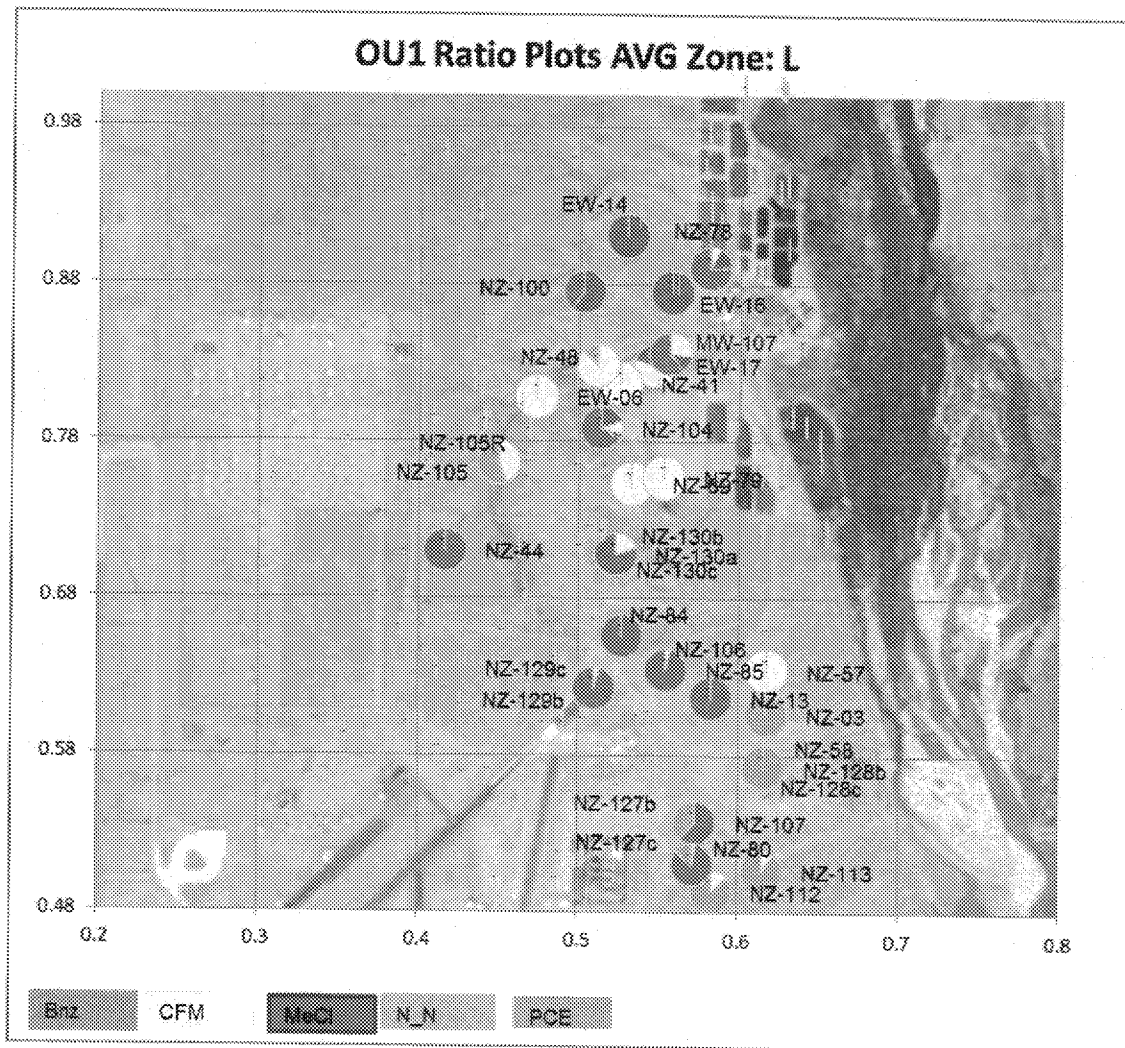 OU1 Ratio Plots AVG Zone: L
0.98
EW-14
NZ-78
0.88
NZ-100
EW-16
MW-107
NZ-48
EW-17
NZ-41
EW-06
0.78
NZ-104
NZ-105R
NZ-105
NZ-69
NZ-79
NZ-130b
NZ-44
NZ-130a
NZ-130c
0.68
NZ-84
NZ-106
NZ-129c
NZ-85
NZ-57
NZ-129b
NZ-13
NZ-03
0.58
NZ-58
NZ-128b
NZ-128c
NZ-127b
NZ-107
NZ-127c
NZ-80
NZ-113
NZ-112
0.48
0.2 0.3 0.4 0.5 0.6 0.7 0.8
Bnz CFM MeCl N_N PCE